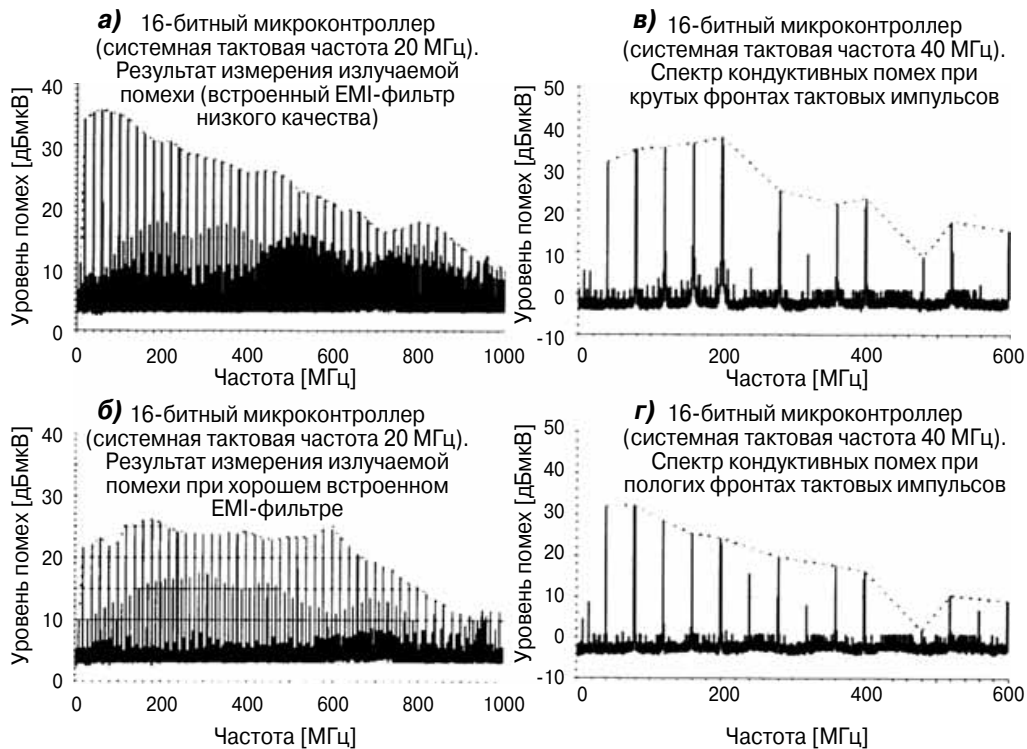 а) 16-битный микроконтроллер
(системная тактовая частота 20 МГц).
Результат измерения излучаемой
помехи (встроенный EMI-фильтр
низкого качества)
Уровень помех [дБмкВ]
40
30
20
10
0
0 200 400 600 800 1000
Частота [МГц]
в) 16-битный микроконтроллер
(системная тактовая частота 40 МГц).
Спектр кондуктивных помех при
крутых фронтах тактовых импульсов
Уровень помех [дБмкВ]
50
40
30
20
10
0
-10
0 200 400 600
Частота [МГц]
б) 16-битный микроконтроллер
(системная тактовая частота 20 МГц).
Результат измерения излучаемой
помехи при хорошем встроенном
EMI-фильтре
Уровень помех [дБмкВ]
40
30
20
10
0
0 200 400 600 800 1000
Частота [МГц]
г) 16-битный микроконтроллер
(системная тактовая частота 40 МГц).
Спектр кондуктивных помех при
пологих фронтах тактовых импульсов
Уровень помех [дБмкВ]
50
40
30
20
10
0
-10
0 200 400 600
Частота [МГц]